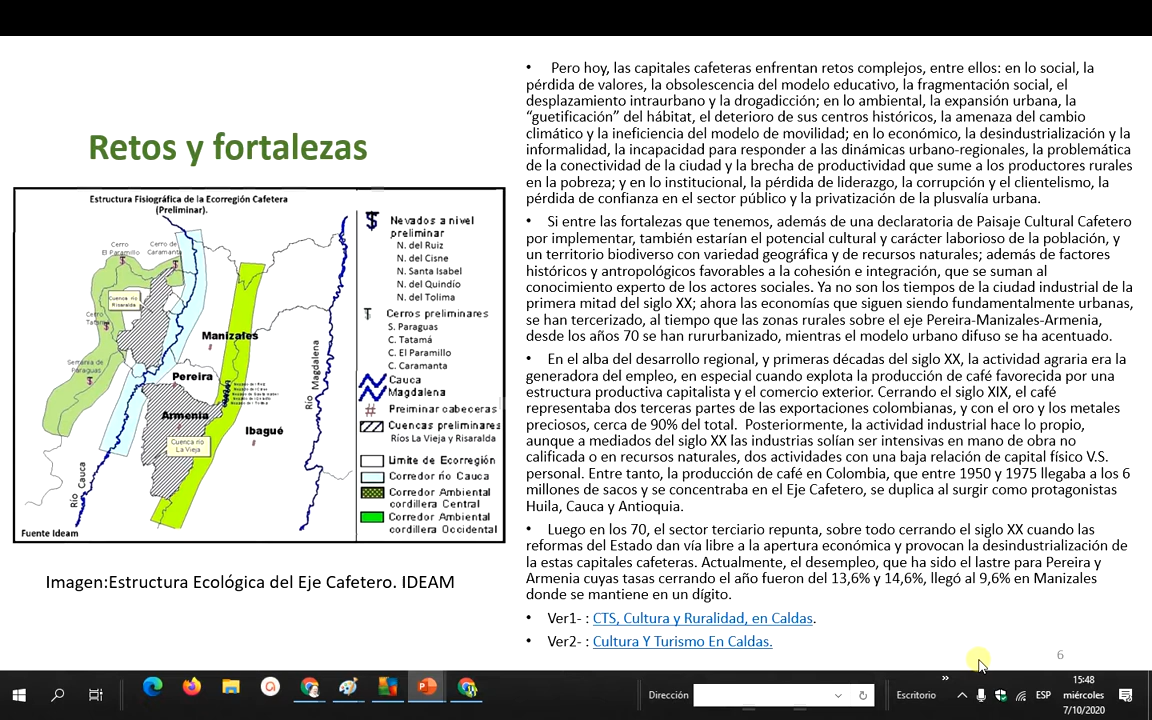 Retos y fortalezas
Estructura Fisiográfica de la Ecorregión Cafetera
(Preliminar).
Cerro
El Paramillo
Cerro de
Caramanta
Cuenca río
Risaralda
Cerro
Tatamá
Serranía de
Paraguas
Manizales
Pereira
Armenia
Cuenca río
La Vieja
Ibagué
Río Magdalena
Río Cauca
Fuente Ideam
Nevados a nivel
preliminar
N. del Ruiz
N. del Cisne
N. Santa Isabel
N. del Quindío
N. del Tolima
Cerros preliminares
S. Paraguas
C. Tatamá
C. El Paramillo
C. Caramanta
Cauca
Magdalena
Preiminar cabeceras
Cuencas preliminares
Ríos La Vieja y Risaralda
Limite de Ecorregión
Corredor río Cauca
Corredor Ambiental
cordillera Central
Corredor Ambiental
cordillera Occidental
Imagen:Estructura Ecológica del Eje Cafetero. IDEAM
• Pero hoy, las capitales cafeteras enfrentan retos complejos, entre ellos: en lo social, la
pérdida de valores, la obsolescencia del modelo educativo, la fragmentación social, el
desplazamiento intraurbano y la drogadicción; en lo ambiental, la expansión urbana, la
“guetificación” del hábitat, el deterioro de sus centros históricos, la amenaza del cambio
climático y la ineficiencia del modelo de movilidad; en lo económico, la desindustrialización y la
informalidad, la incapacidad para responder a las dinámicas urbano-regionales, la problemática
de la conectividad de la ciudad y la brecha de productividad que sume a los productores rurales
en la pobreza; y en lo institucional, la pérdida de liderazgo, la corrupción y el clientelismo, la
pérdida de confianza en el sector público y la privatización de la plusvalía urbana.
• Si entre las fortalezas que tenemos, además de una declaratoria de Paisaje Cultural Cafetero
por implementar, también estarían el potencial cultural y carácter laborioso de la población, y
un territorio biodiverso con variedad geográfica y de recursos naturales; además de factores
históricos y antropológicos favorables a la cohesión e integración, que se suman al
conocimiento experto de los actores sociales. Ya no son los tiempos de la ciudad industrial de la
primera mitad del siglo XX; ahora las economías que siguen siendo fundamentalmente urbanas,
se han tercerizado, al tiempo que las zonas rurales sobre el eje Pereira-Manizales-Armenia,
desde los años 70 se han rururbanizado, mientras el modelo urbano difuso se ha acentuado.
• En el alba del desarrollo regional, y primeras décadas del siglo XX, la actividad agraria era la
generadora del empleo, en especial cuando explota la producción de café favorecida por una
estructura productiva capitalista y el comercio exterior. Cerrando el siglo XIX, el café
representaba dos terceras partes de las exportaciones colombianas, y con el oro y los metales
preciosos, cerca de 90% del total. Posteriormente, la actividad industrial hace lo propio,
aunque a mediados del siglo XX las industrias solían ser intensivas en mano de obra no
calificada o en recursos naturales, dos actividades con una baja relación de capital físico V.S.
personal. Entre tanto, la producción de café en Colombia, que entre 1950 y 1975 llegaba a los 6
millones de sacos y se concentraba en el Eje Cafetero, se duplica al surgir como protagonistas
Huila, Cauca y Antioquia.
• Luego en los 70, el sector terciario repunta, sobre todo cerrando el siglo XX cuando las
reformas del Estado dan vía libre a la apertura económica y provocan la desindustrialización de
la estas capitales cafeteras. Actualmente, el desempleo, que ha sido el lastre para Pereira y
Armenia cuyas tasas cerrando el año fueron del 13,6% y 14,6%, llegó al 9,6% en Manizales
donde se mantiene en un dígito.
• Ver1- : CTS, Cultura y Ruralidad, en Caldas.
• Ver2- : Cultura Y Turismo En Caldas.
6
Dirección
Escritorio
ESP
15:48
miércoles
7/10/2020